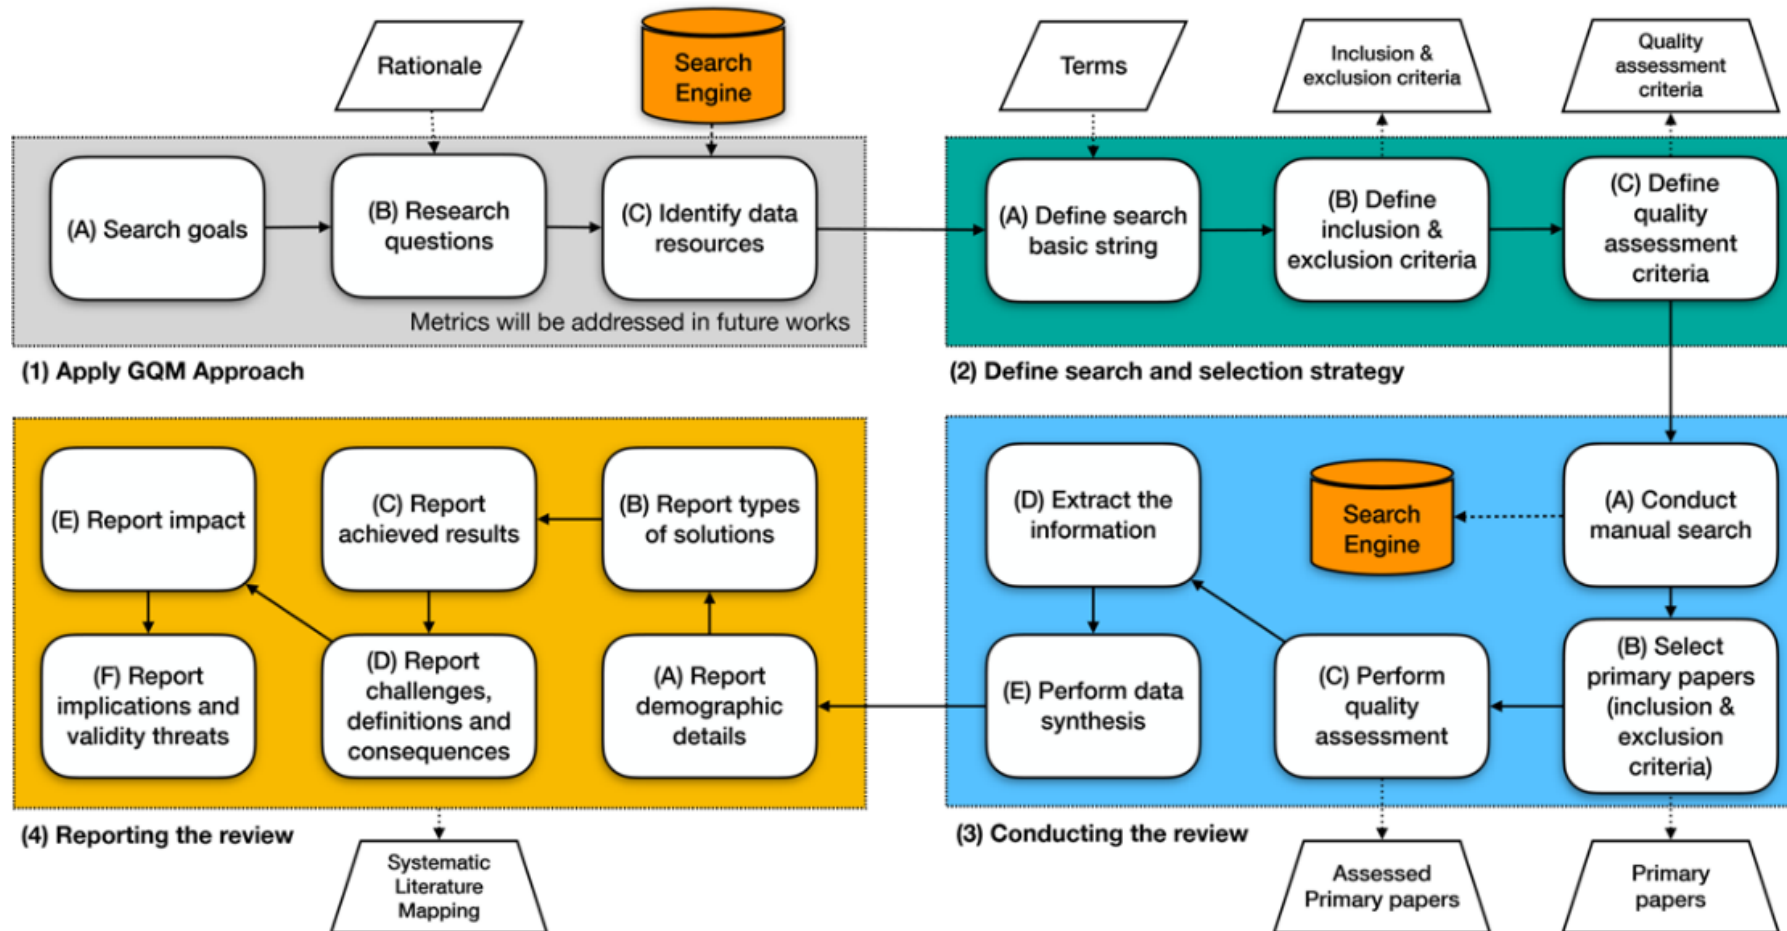 Rationale
Search
Engine
Terms
Inclusion &
exclusion criteria
Quality
assessment
criteria
(A) Search goals
(B) Research
questions
(C) Identify data
resources
Metrics will be addressed in future works
(1) Apply GQM Approach
(A) Define search
basic string
(B) Define
inclusion &
exclusion criteria
(C) Define
quality
assessment
criteria
(2) Define search and selection strategy
(E) Report impact
(C) Report
achieved results
(B) Report types
of solutions
(F) Report
implications and
validity threats
(D) Report
challenges,
definitions and
consequences
(A) Report
demographic
details
(4) Reporting the review
Systematic
Literature
Mapping
(D) Extract the
information
Search
Engine
(A) Conduct
manual search
(E) Perform data
synthesis
(C) Perform
quality
assessment
(B) Select
primary papers
(inclusion &
exclusion
criteria)
(3) Conducting the review
Assessed
Primary papers
Primary
papers